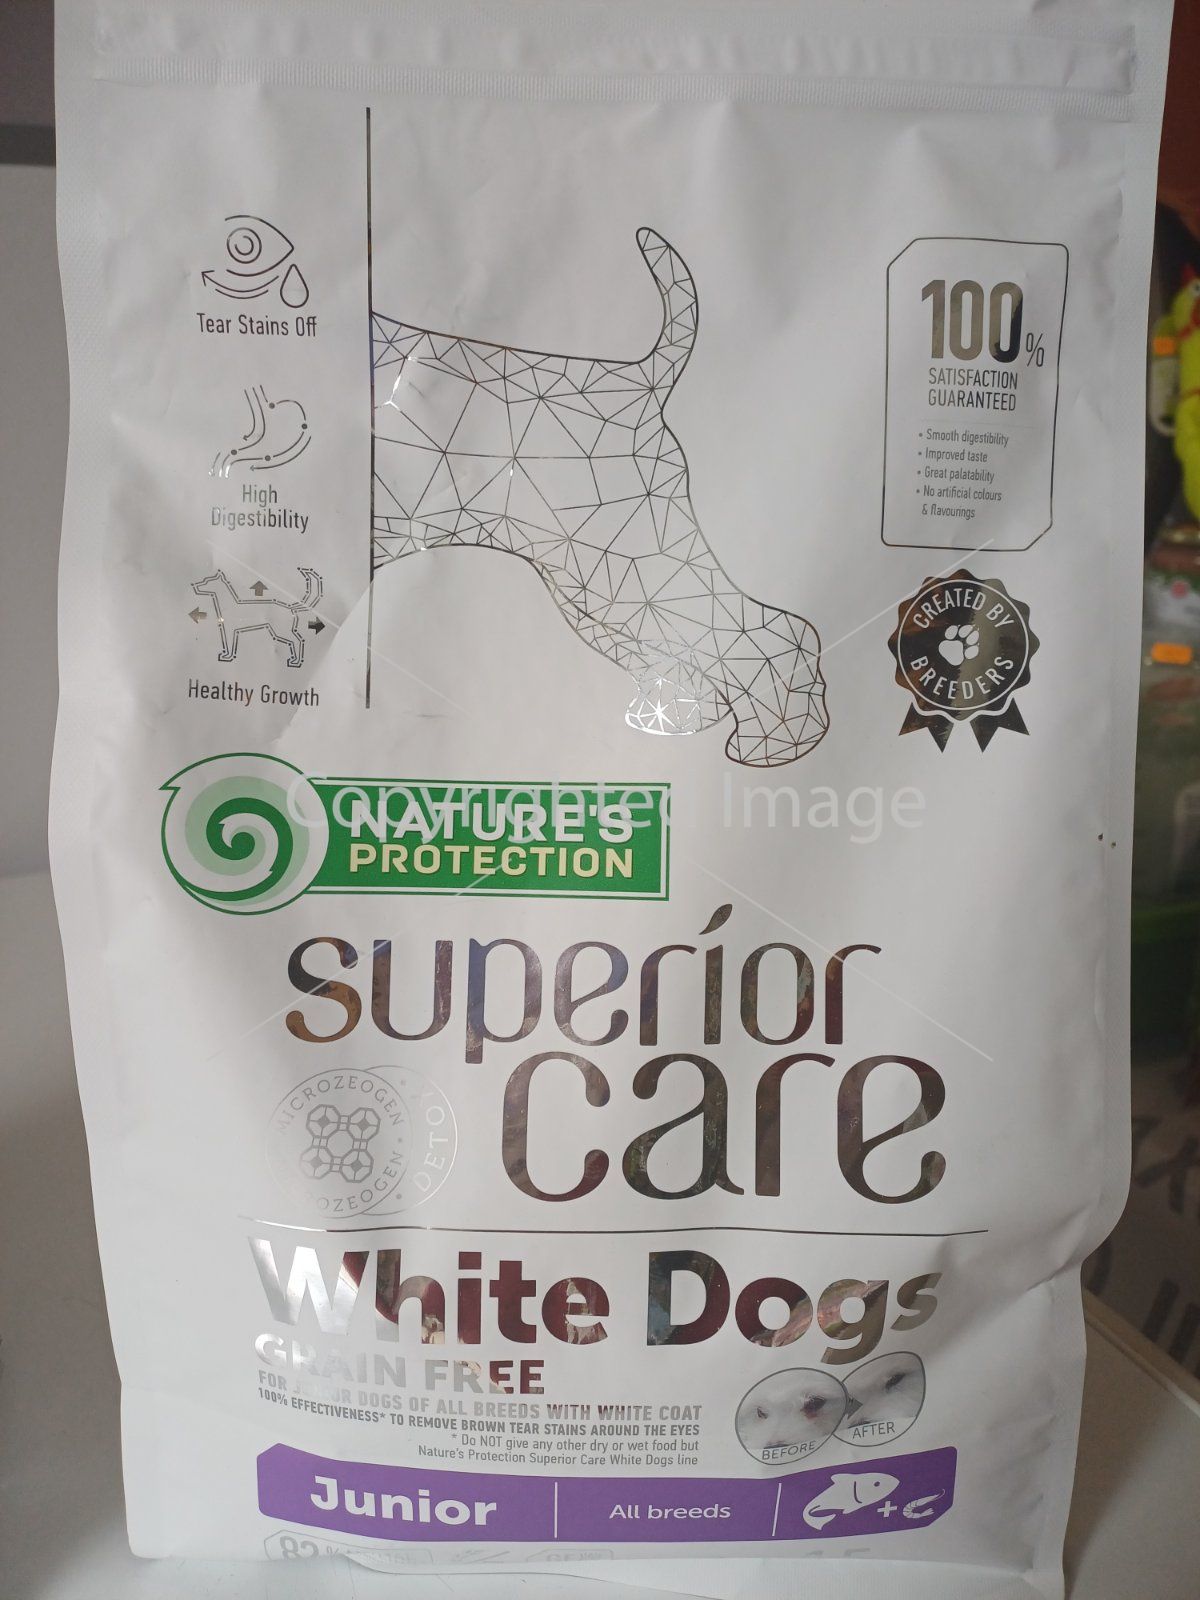 Tear Stains Off
High
Digestibility
Healthy Growth
100%
SATISFACTION
GUARANTEED
• Smooth digestibility
• Improved taste
• Great palatability
• No artificial colours
& flavourings
CREATED BY
BREEDERS
Copyrighted Image
NATURE'S
PROTECTION
superior
care
MICROZEOGEN
DETOX
White Dogs
GRAIN FREE
FOR JUNIOR DOGS OF ALL BREEDS WITH WHITE COAT
100% EFFECTIVENESS* TO REMOVE BROWN TEAR STAINS AROUND THE EYES
* Do NOT give any other dry or wet food but
Nature's Protection Superior Care White Dogs line
BEFORE
AFTER
Junior
All breeds